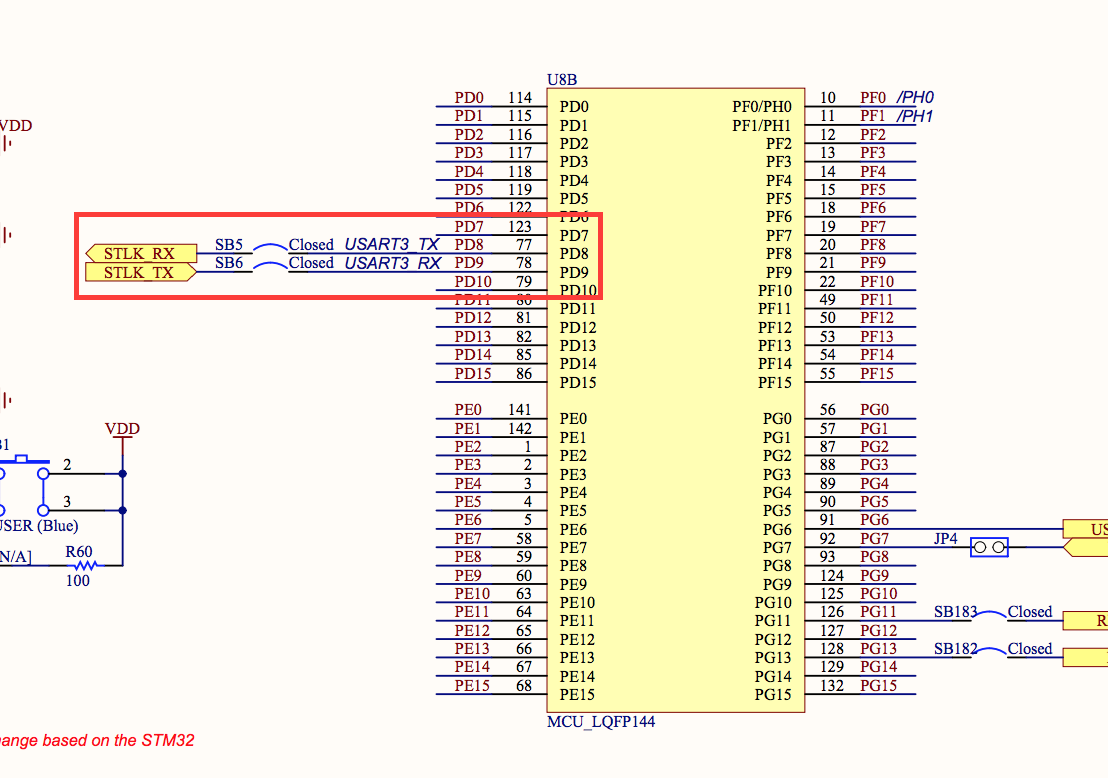 U8B
PD0 114 PD0 PF0/PH0 10 PF0 /PH0
PD1 115 PD1 PF1/PH1 11 PF1 /PH1
VDD
PD2 116 PD2 PF2 12 PF2
PD3 117 PD3 PF3 13 PF3
PD4 118 PD4 PF4 14 PF4
PD5 119 PD5 PF5 15 PF5
PD6 122 PD6 PF6 18 PF6
PD7 123 PD7 PF7 19 PF7
STLK_RX SB5 Closed USART3_TX PD8 77 PD8 PF8 20 PF8
STLK_TX SB6 Closed USART3_RX PD9 78 PD9 PF9 21 PF9
PD10 79 PD10 PF10 22 PF10
PD11 80 PD11 PF11 49 PF11
PD12 81 PD12 PF12 50 PF12
PD13 82 PD13 PF13 53 PF13
PD14 85 PD14 PF14 54 PF14
PD15 86 PD15 PF15 55 PF15
PE0 141 PE0 PG0 56 PG0
VDD PE1 142 PE1 PG1 57 PG1
PE2 1 PE2 PG2 87 PG2
2 PE3 2 PE3 PG3 88 PG3
PE4 3 PE4 PG4 89 PG4
3 PE5 4 PE5 PG5 90 PG5
USER (Blue) PE6 5 PE6 PG6 91 PG6 US
PE7 58 PE7 PG7 92 PG7 JP4
N/A] R60 PE8 59 PE8 PG8 93 PG8
100 PE9 60 PE9 PG9 124 PG9
PE10 63 PE10 PG10 125 PG10
PE11 64 PE11 PG11 126 PG11 SB183 Closed R
PE12 65 PE12 PG12 127 PG12
PE13 66 PE13 PG13 128 PG13 SB182 Closed
PE14 67 PE14 PG14 129 PG14
PE15 68 PE15 PG15 132 PG15
MCU_LQFP144
ange based on the STM32